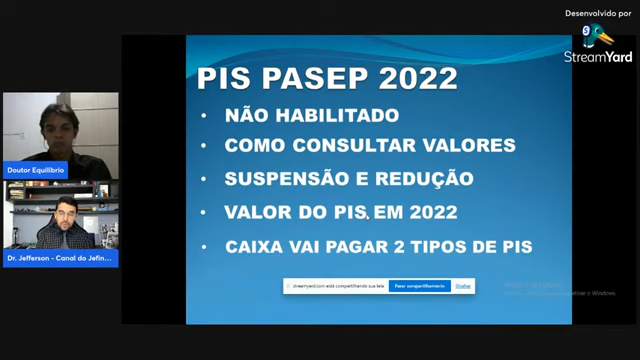 Desenvolvido por
StreamYard
PIS PASEP 2022
• NÃO HABILITADO
• COMO CONSULTAR VALORES
• SUSPENSÃO E REDUÇÃO
• VALOR DO PIS EM 2022
• CAIXA VAI PAGAR 2 TIPOS DE PIS
Doutor Equilíbrio
Dr. Jefferson - Canal do Jefin...
streamyard.com está compartilhando sua tela. Parar compartilhamento Ocultar